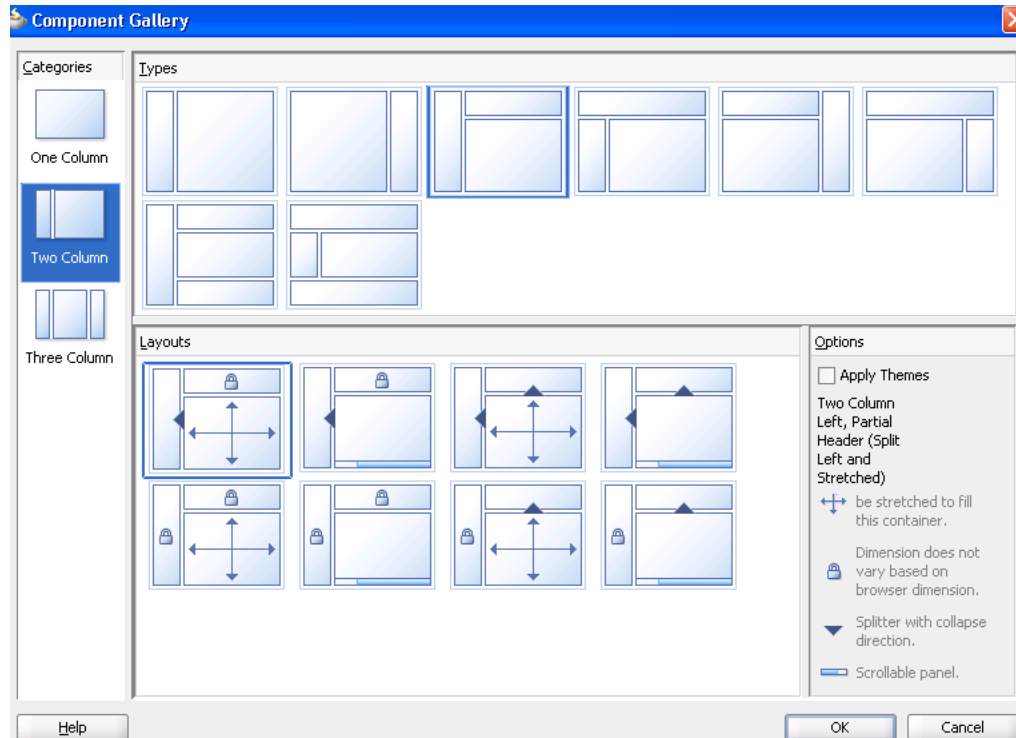 Component Gallery
Categories
One Column
Two Column
Three Column
Types
Layouts
Options
Apply Themes
Two Column
Left, Partial
Header (Split
Left and
Stretched)
be stretched to fill
this container.
Dimension does not
vary based on
browser dimension.
Splitter with collapse
direction.
Scrollable panel.
Help
OK
Cancel